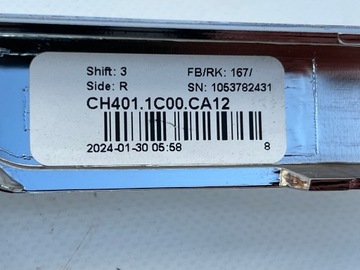 Shift: 3 FB/RK: 167/
Side: R SN: 1053782431
CH401.1C00.CA12
2024-01-30 05:58 8